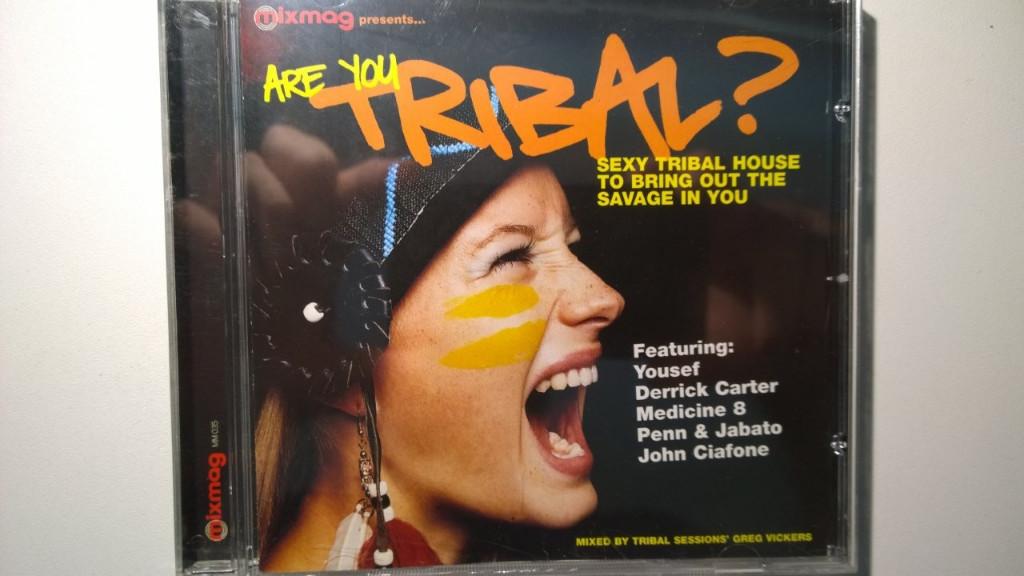 mixmag presents...
ARE YOU
TRIBAL?
SEXY TRIBAL HOUSE
TO BRING OUT THE
SAVAGE IN YOU
Featuring:
Yousef
Derrick Carter
Medicine 8
Penn & Jabato
John Ciafone
MIXED BY TRIBAL SESSIONS' GREG VICKERS
mixmag MM035